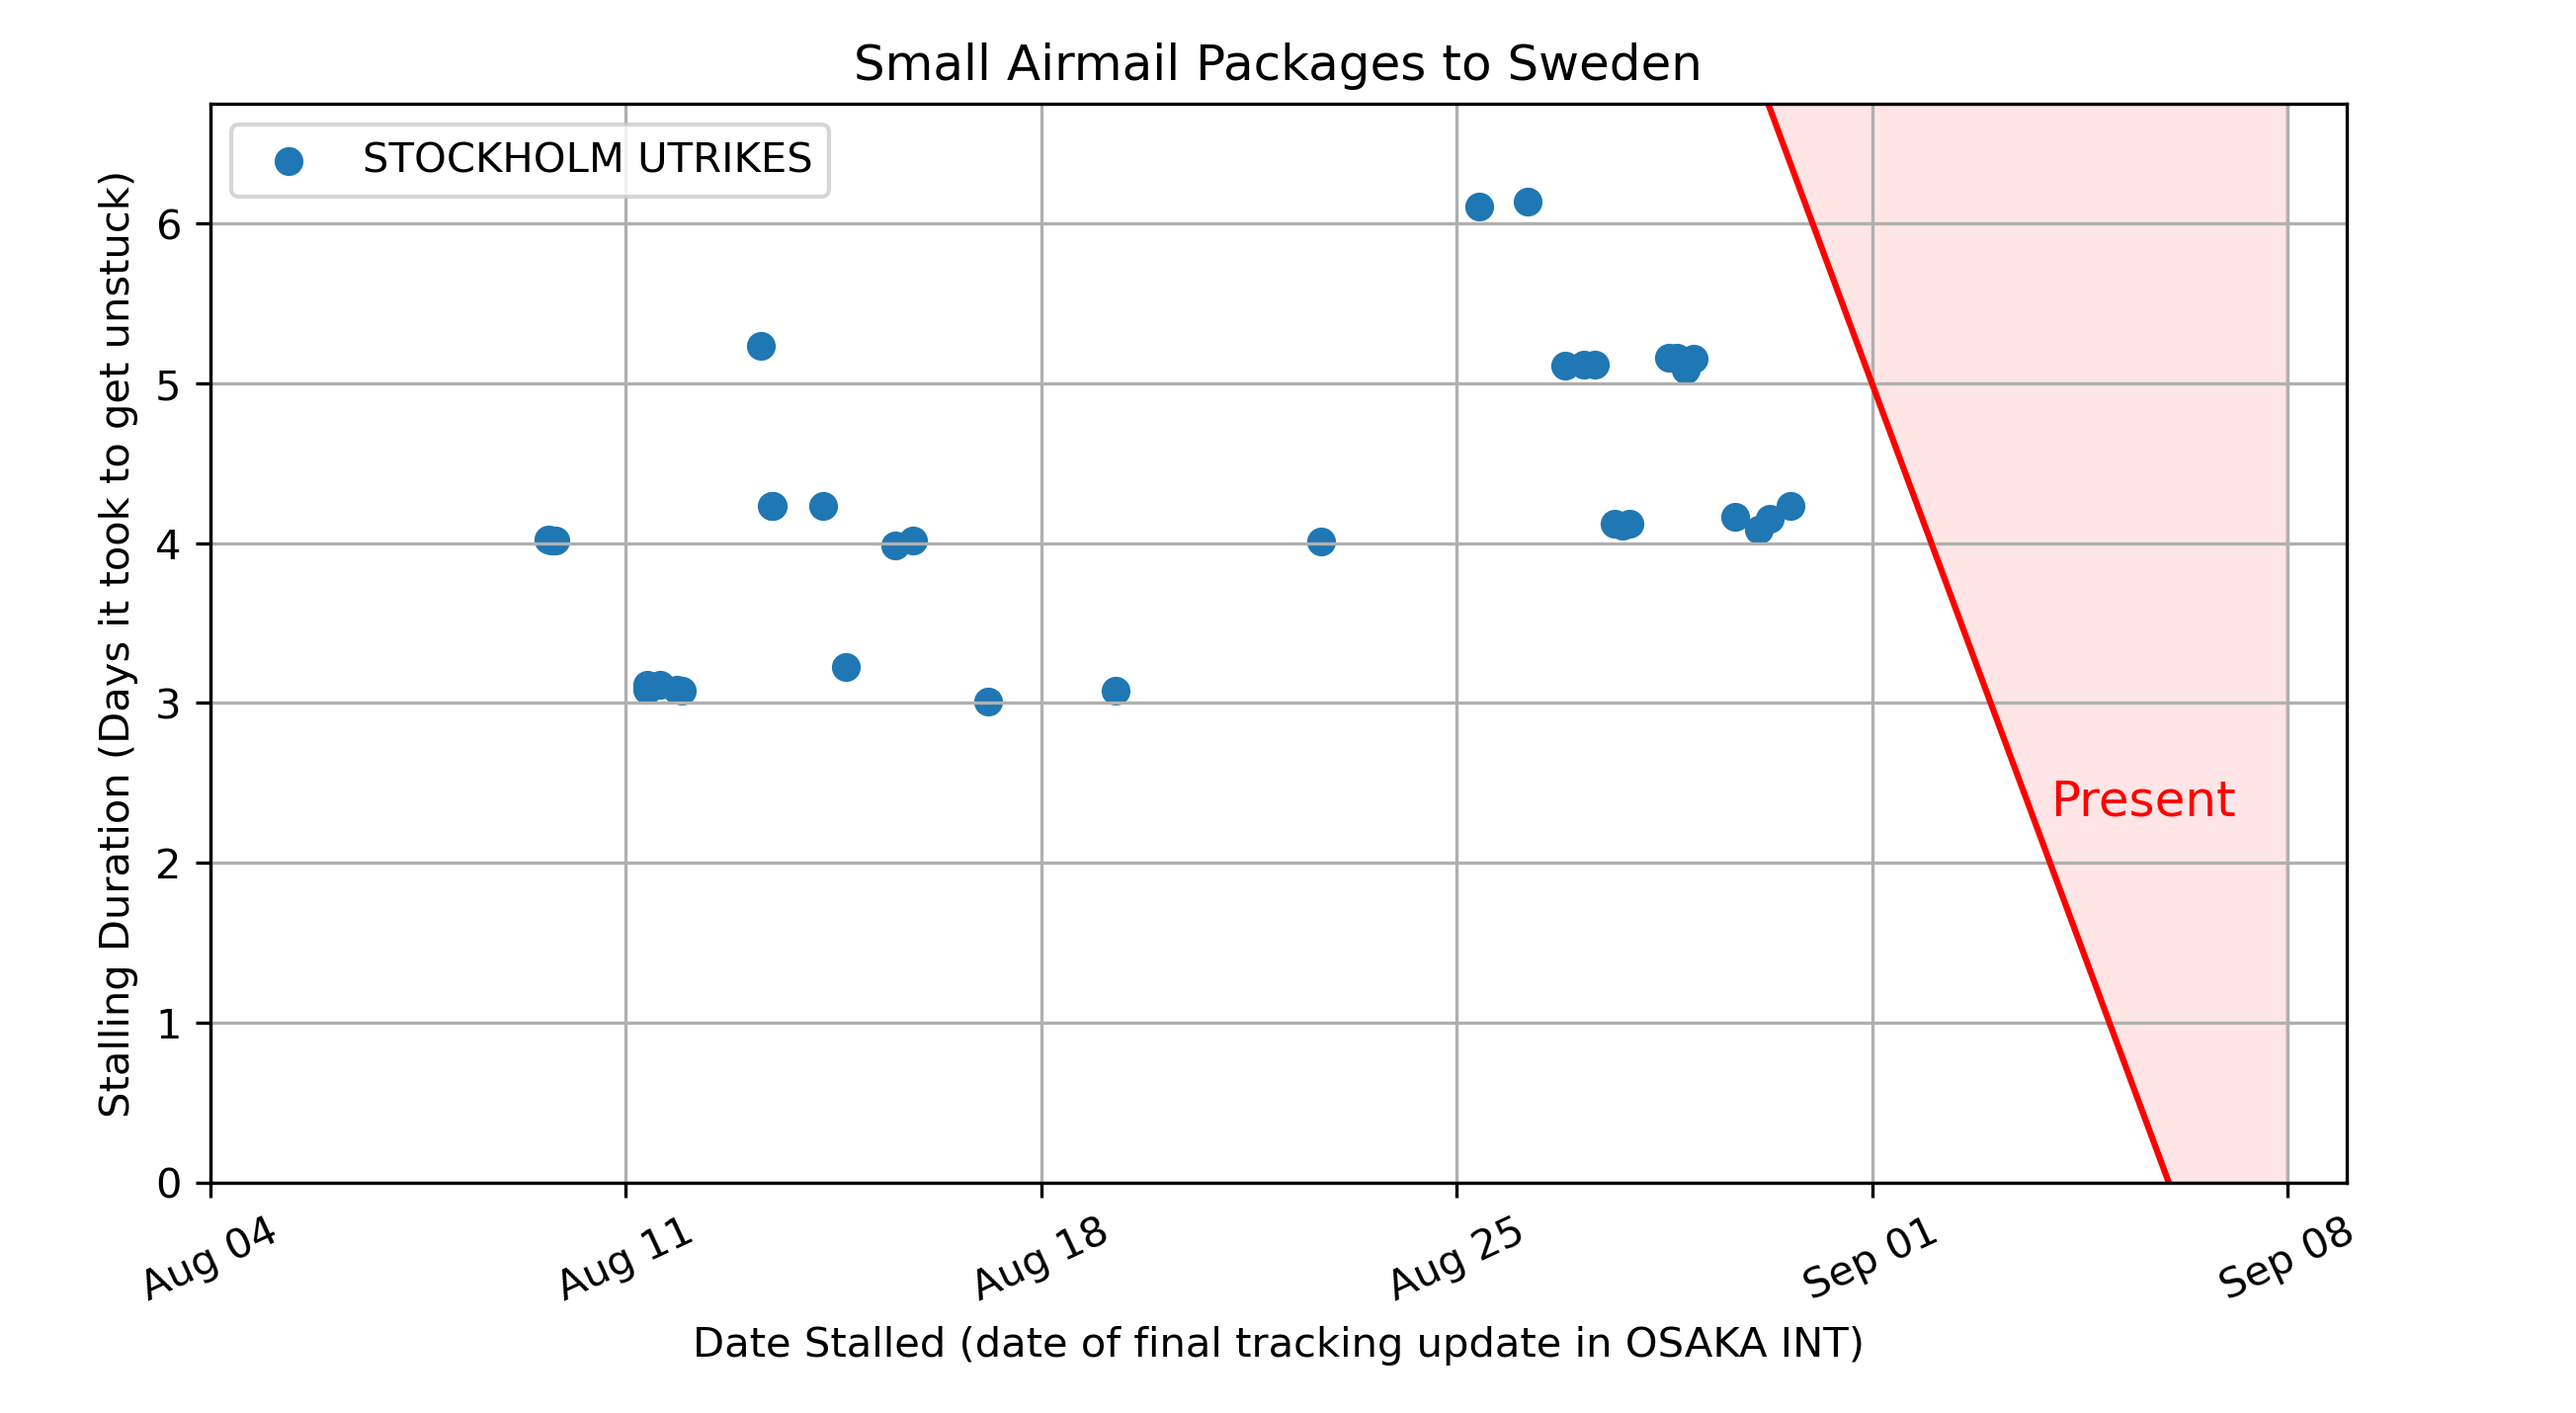 Small Airmail Packages to Sweden
STOCKHOLM UTRIKES
Stalling Duration (Days it took to get unstuck)
6
5
4
3
2
1
0
Present
Aug 04
Aug 11
Aug 18
Aug 25
Sep 01
Sep 08
Date Stalled (date of final tracking update in OSAKA INT)